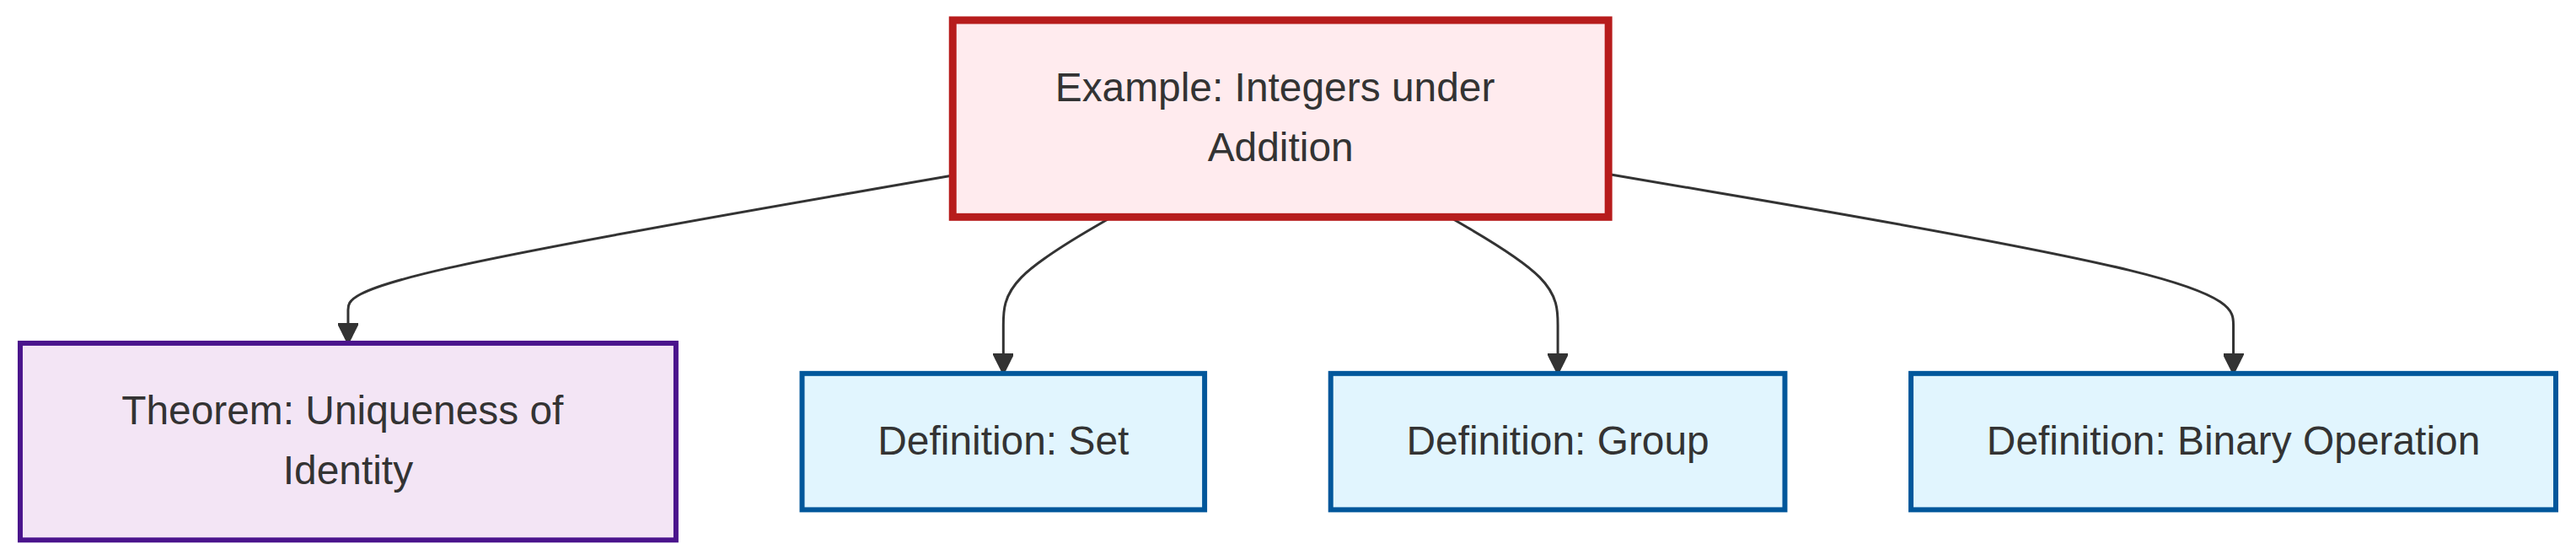 Example: Integers under
Addition
Theorem: Uniqueness of
Identity
Definition: Set
Definition: Group
Definition: Binary Operation